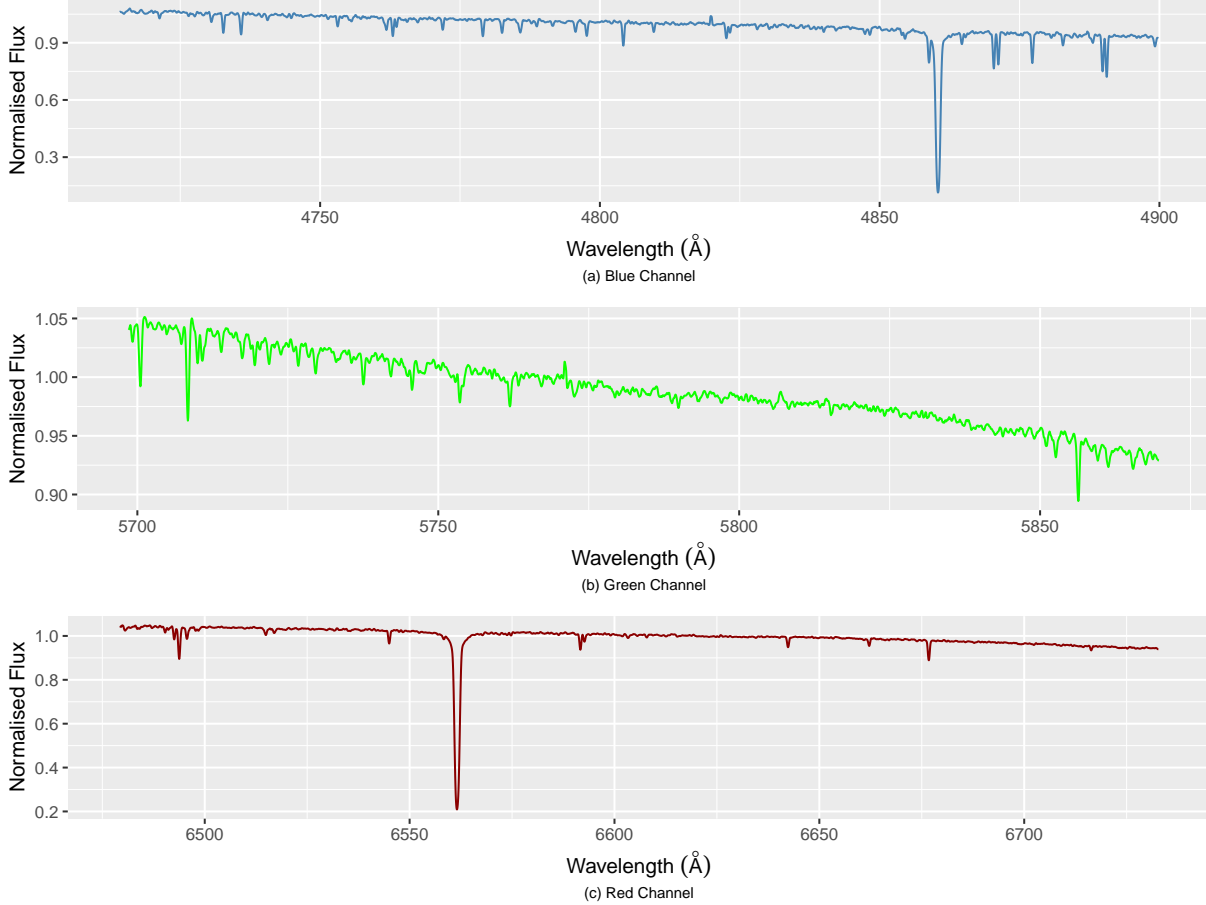 Normalised Flux
0.9
0.6
0.3
4750 4800 4850 4900
Wavelength (Å)
(a) Blue Channel
Normalised Flux
1.05
1.00
0.95
0.90
5700 5750 5800 5850
Wavelength (Å)
(b) Green Channel
Normalised Flux
1.0
0.8
0.6
0.4
0.2
6500 6550 6600 6650 6700
Wavelength (Å)
(c) Red Channel